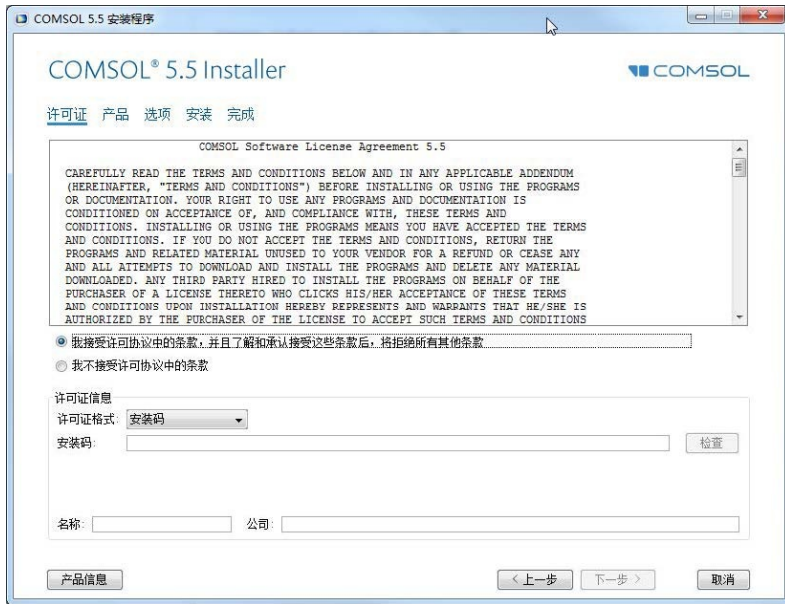 COMSOL 5.5 安装程序
COMSOL® 5.5 Installer
COMSOL
许可证 产品 选项 安装 完成
COMSOL Software License Agreement 5.5
CAREFULLY READ THE TERMS AND CONDITIONS BELOW AND IN ANY APPLICABLE ADDENDUM
(HEREINAFTER, "TERMS AND CONDITIONS") BEFORE INSTALLING OR USING THE PROGRAMS
OR DOCUMENTATION. YOUR RIGHT TO USE ANY PROGRAMS AND DOCUMENTATION IS
CONDITIONED ON ACCEPTANCE OF, AND COMPLIANCE WITH, THESE TERMS AND
CONDITIONS. INSTALLING OR USING THE PROGRAMS MEANS YOU HAVE ACCEPTED THE TERMS
AND CONDITIONS. IF YOU DO NOT ACCEPT THE TERMS AND CONDITIONS, RETURN THE
PROGRAMS AND RELATED MATERIAL UNUSED TO YOUR VENDOR FOR A REFUND OR CEASE ANY
AND ALL ATTEMPTS TO DOWNLOAD AND INSTALL THE PROGRAMS AND DELETE ANY MATERIAL
DOWNLOADED. ANY THIRD PARTY HIRED TO INSTALL THE PROGRAMS ON BEHALF OF THE
PURCHASER OF A LICENSE THERETO WHO CLICKS HIS/HER ACCEPTANCE OF THESE TERMS
AND CONDITIONS UPON INSTALLATION HEREBY REPRESENTS AND WARRANTS THAT HE/SHE IS
AUTHORIZED BY THE PURCHASER OF THE LICENSE TO ACCEPT SUCH TERMS AND CONDITIONS
我接受许可协议中的条款，并且了解和承认接受这些条款后，将拒绝所有其他条款
我不接受许可协议中的条款
许可证信息
许可证格式: 安装码
安装码: 检查
名称: 公司:
产品信息 < 上一步 下一步 > 取消